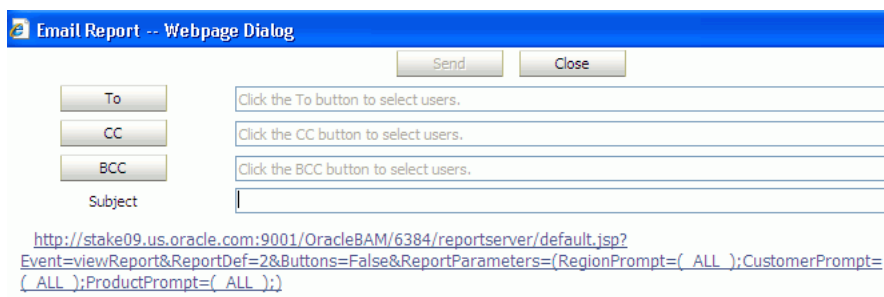 Email Report -- Webpage Dialog
Send Close
To Click the To button to select users.
CC Click the CC button to select users.
BCC Click the BCC button to select users.
Subject
http://stake09.us.oracle.com:9001/OracleBAM/6384/reportserver/default.jsp?
Event=viewReport&ReportDef=2&Buttons=False&ReportParameters=(RegionPrompt=(_ALL_);CustomerPrompt=
(_ALL_);ProductPrompt=(_ALL_);)